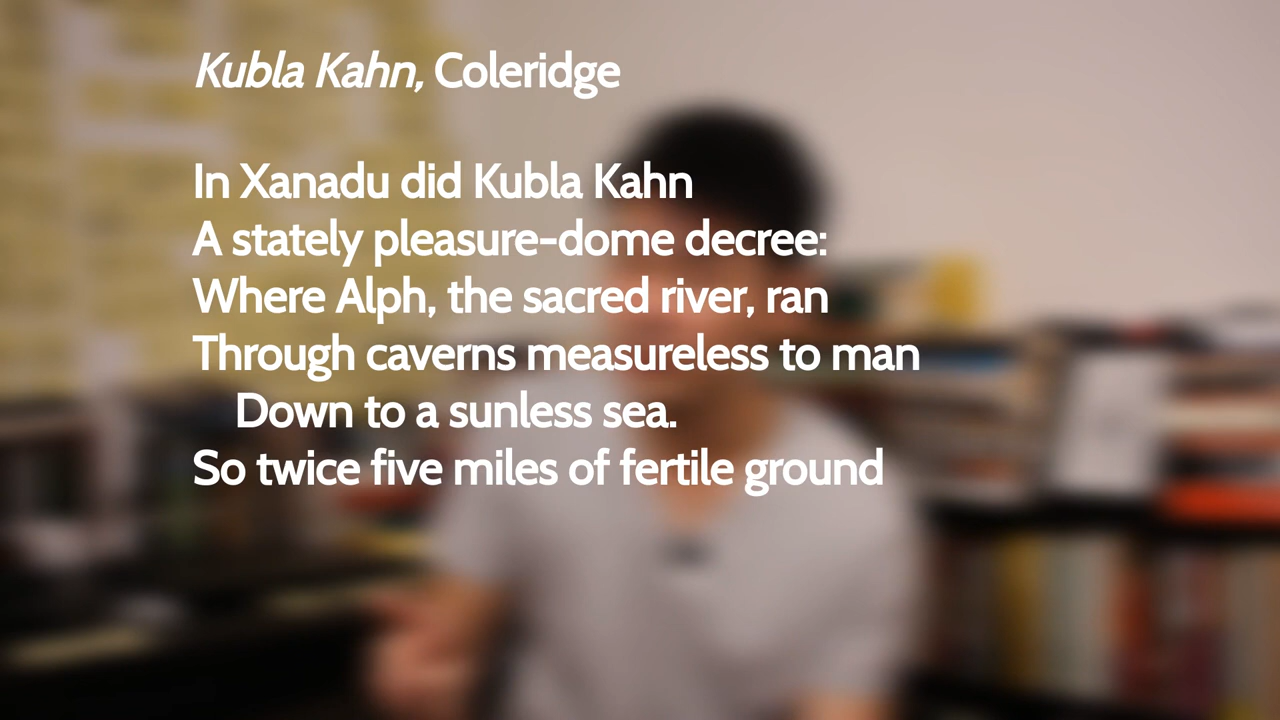 Kubla Kahn, Coleridge
In Xanadu did Kubla Kahn
A stately pleasure-dome decree:
Where Alph, the sacred river, ran
Through caverns measureless to man
Down to a sunless sea.
So twice five miles of fertile ground